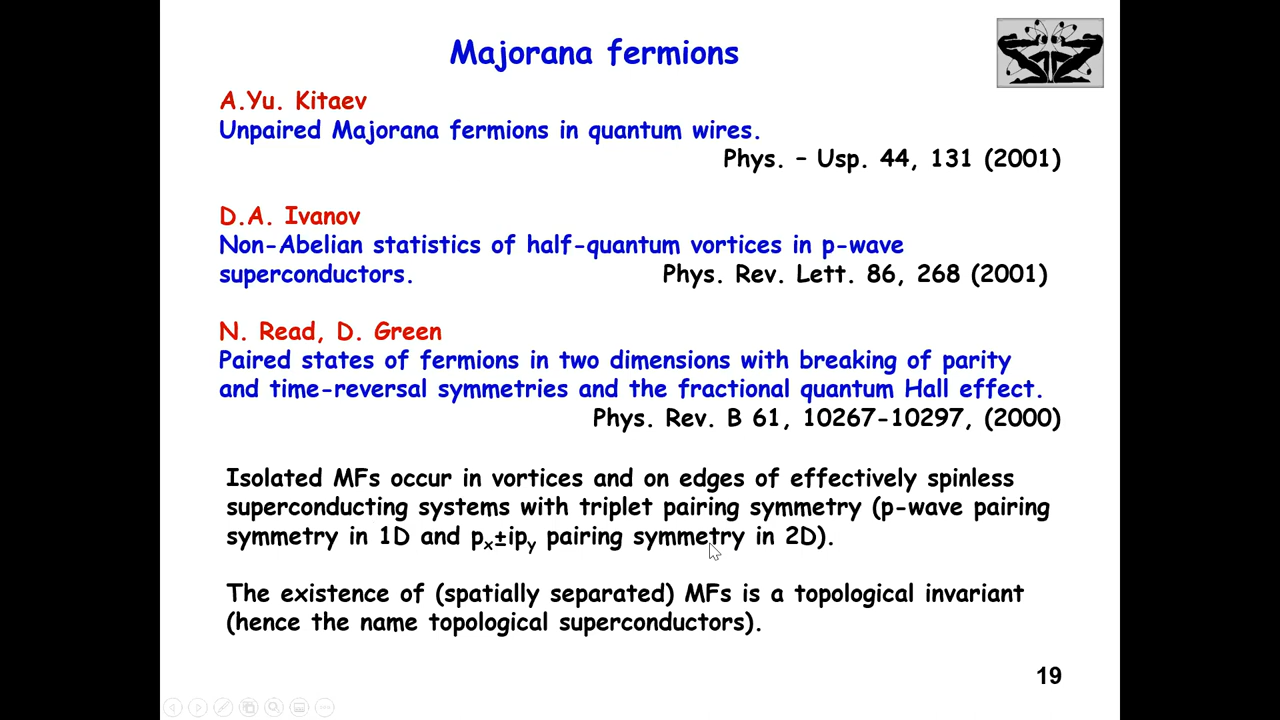 Majorana fermions
A.Yu. Kitaev
Unpaired Majorana fermions in quantum wires.
Phys. – Usp. 44, 131 (2001)
D.A. Ivanov
Non-Abelian statistics of half-quantum vortices in p-wave
superconductors. Phys. Rev. Lett. 86, 268 (2001)
N. Read, D. Green
Paired states of fermions in two dimensions with breaking of parity
and time-reversal symmetries and the fractional quantum Hall effect.
Phys. Rev. B 61, 10267-10297, (2000)
Isolated MFs occur in vortices and on edges of effectively spinless
superconducting systems with triplet pairing symmetry (p-wave pairing
symmetry in 1D and pₓ±ipᵧ pairing symmetry in 2D).
The existence of (spatially separated) MFs is a topological invariant
(hence the name topological superconductors).
19